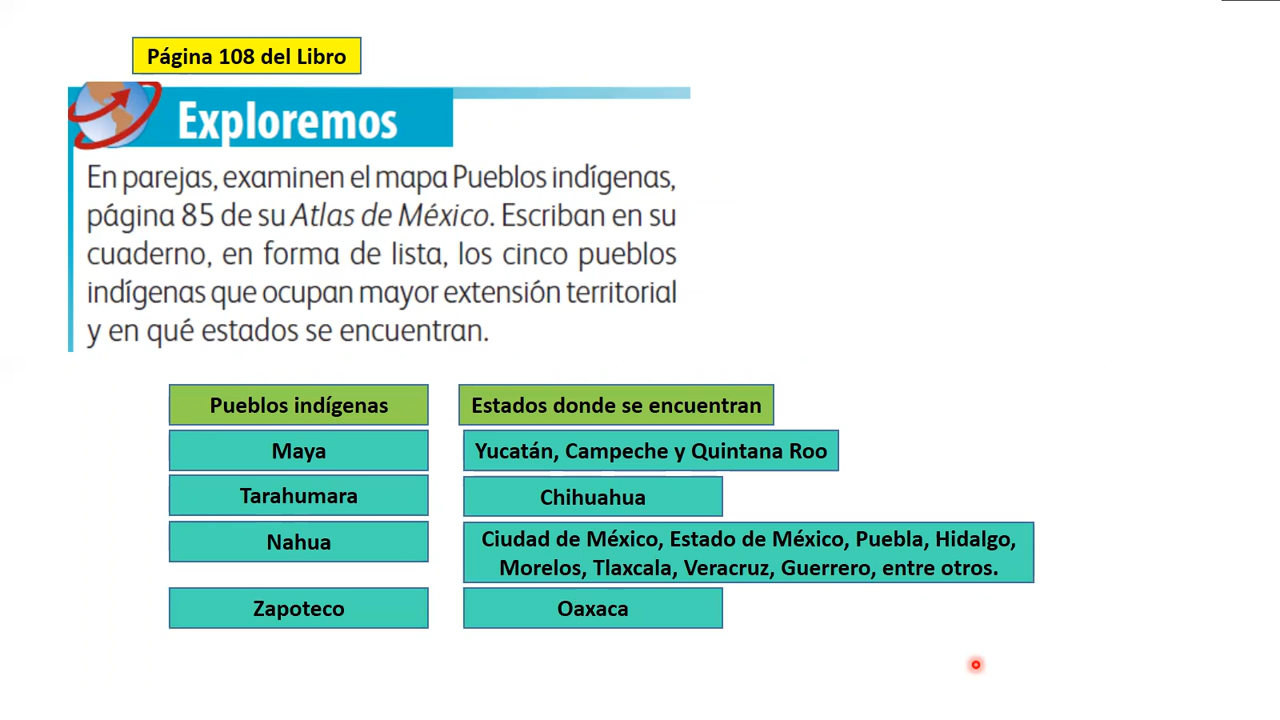 Página 108 del Libro
Exploremos
En parejas, examinen el mapa Pueblos indígenas,
página 85 de su Atlas de México. Escriban en su
cuaderno, en forma de lista, los cinco pueblos
indígenas que ocupan mayor extensión territorial
y en qué estados se encuentran.
Pueblos indígenas
Estados donde se encuentran
Maya
Yucatán, Campeche y Quintana Roo
Tarahumara
Chihuahua
Nahua
Ciudad de México, Estado de México, Puebla, Hidalgo,
Morelos, Tlaxcala, Veracruz, Guerrero, entre otros.
Zapoteco
Oaxaca